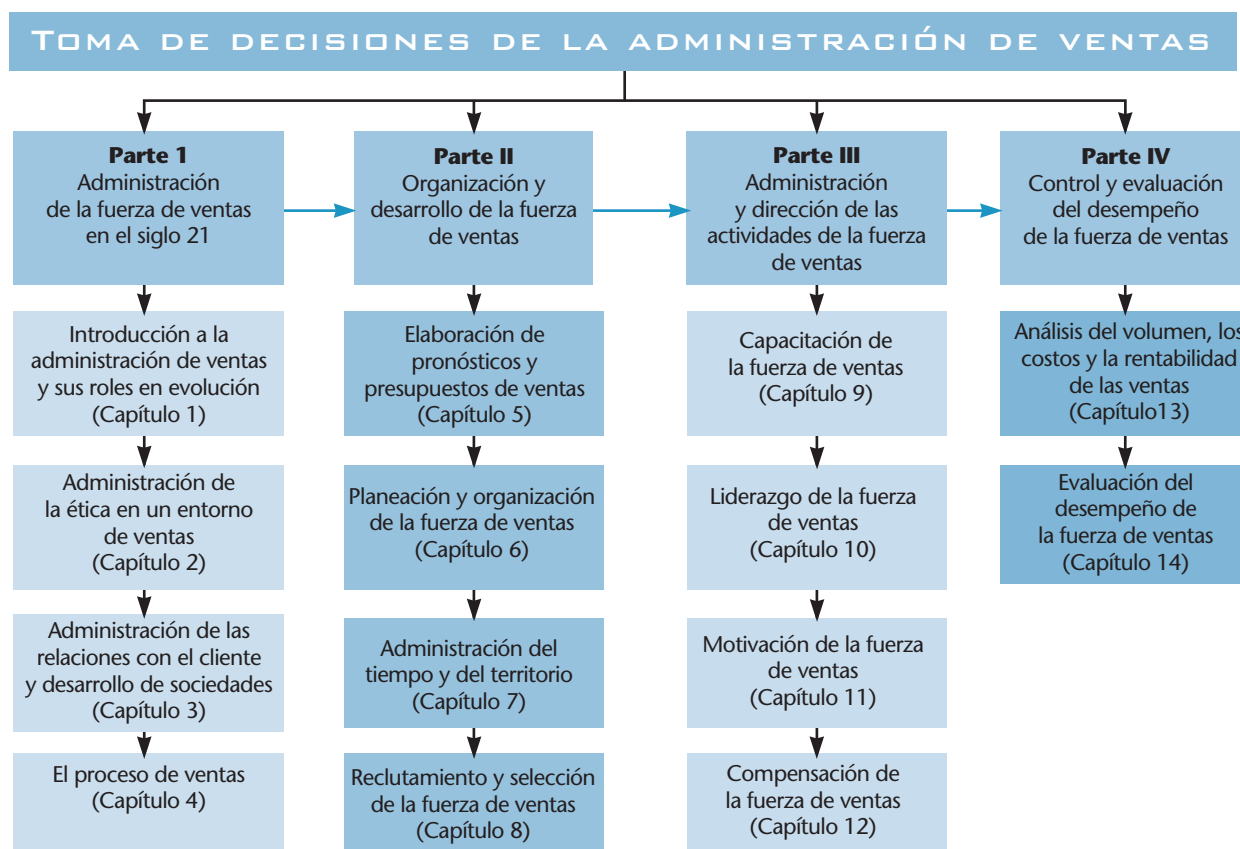 TOMA DE DECISIONES DE LA ADMINISTRACIÓN DE VENTAS
Parte 1
Administración
de la fuerza de ventas
en el siglo 21
Parte II
Organización y
desarrollo de la fuerza
de ventas
Parte III
Administración
y dirección de las
actividades de la fuerza
de ventas
Parte IV
Control y evaluación
del desempeño
de la fuerza de ventas
Introducción a la
administración de ventas
y sus roles en evolución
(Capítulo 1)
Elaboración de
pronósticos y
presupuestos de ventas
(Capítulo 5)
Capacitación de
la fuerza de ventas
(Capítulo 9)
Análisis del volumen, los
costos y la rentabilidad
de las ventas
(Capítulo13)
Administración de
la ética en un entorno
de ventas
(Capítulo 2)
Planeación y organización
de la fuerza de ventas
(Capítulo 6)
Liderazgo de la fuerza
de ventas
(Capítulo 10)
Evaluación del
desempeño de
la fuerza de ventas
(Capítulo 14)
Administración de las
relaciones con el cliente
y desarrollo de sociedades
(Capítulo 3)
Administración del
tiempo y del territorio
(Capítulo 7)
Motivación de la fuerza
de ventas
(Capítulo 11)
El proceso de ventas
(Capítulo 4)
Reclutamiento y selección
de la fuerza de ventas
(Capítulo 8)
Compensación de
la fuerza de ventas
(Capítulo 12)